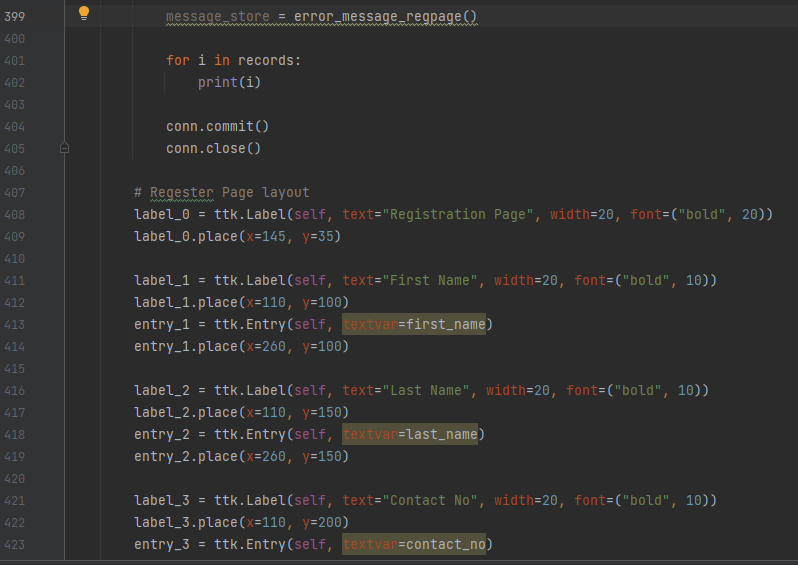 399 message_store = error_message_regpage()
400
401 for i in records:
402 print(i)
403
404 conn.commit()
405 conn.close()
406
407 # Regester Page layout
408 label_0 = ttk.Label(self, text="Registration Page", width=20, font=("bold", 20))
409 label_0.place(x=145, y=35)
410
411 label_1 = ttk.Label(self, text="First Name", width=20, font=("bold", 10))
412 label_1.place(x=110, y=100)
413 entry_1 = ttk.Entry(self, textvar=first_name)
414 entry_1.place(x=260, y=100)
415
416 label_2 = ttk.Label(self, text="Last Name", width=20, font=("bold", 10))
417 label_2.place(x=110, y=150)
418 entry_2 = ttk.Entry(self, textvar=last_name)
419 entry_2.place(x=260, y=150)
420
421 label_3 = ttk.Label(self, text="Contact No", width=20, font=("bold", 10))
422 label_3.place(x=110, y=200)
423 entry_3 = ttk.Entry(self, textvar=contact_no)